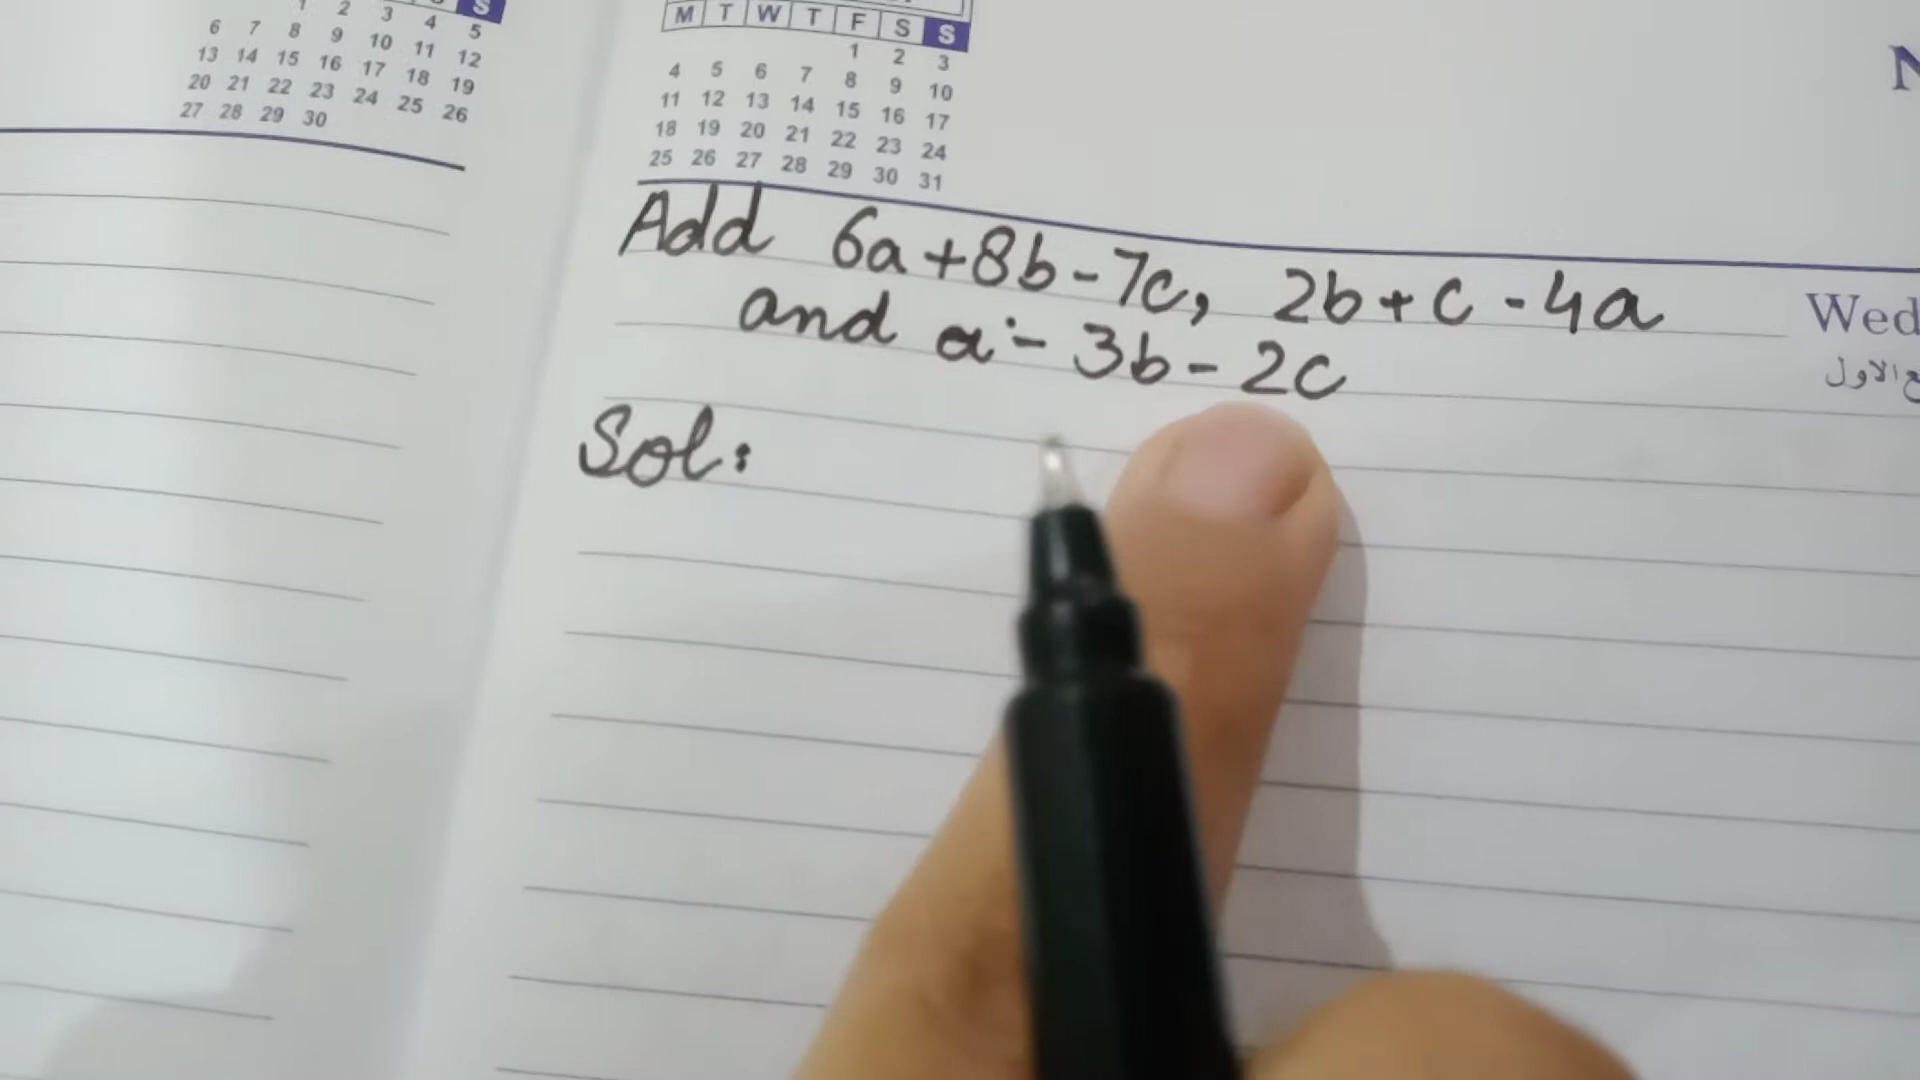 S
1 2 3 4 5
6 7 8 9 10 11 12
13 14 15 16 17 18 19
20 21 22 23 24 25 26
27 28 29 30
M T W T F S S
1 2 3
4 5 6 7 8 9 10
11 12 13 14 15 16 17
18 19 20 21 22 23 24
25 26 27 28 29 30 31
N
Add 6a+8b-7c, 2b+c-4a
and a - 3b - 2c
Wed
ع الاول
Sol: